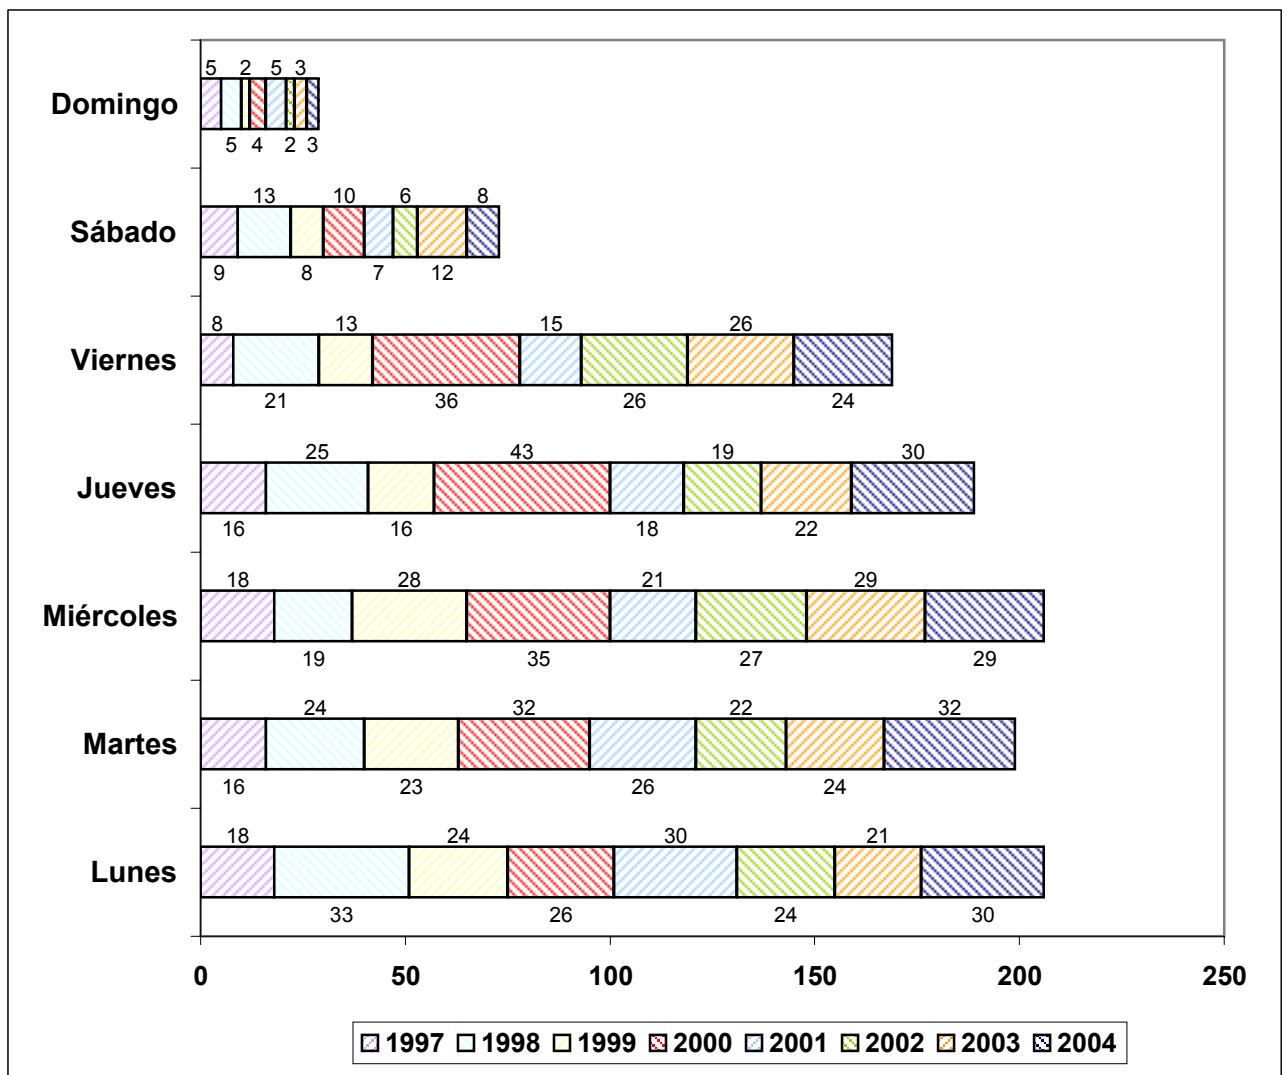 5 2 5 3
Domingo
5 4 2 3
13 10 6 8
Sábado
9 8 7 12
8 13 15 26
Viernes
21 36 26 24
25 43 19 30
Jueves
16 16 18 22
18 28 21 29
Miércoles
19 35 27 29
24 32 22 32
Martes
16 23 26 24
18 24 30 21
Lunes
33 26 24 30
0 50 100 150 200 250
1997 1998 1999 2000 2001 2002 2003 2004